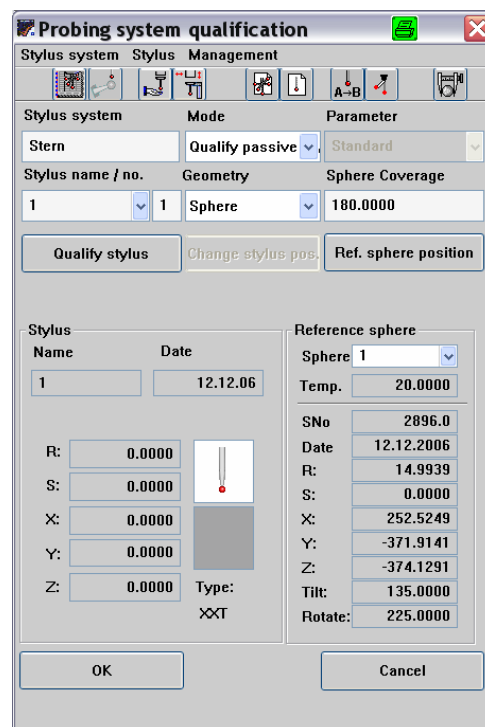 Probing system qualification
Stylus system Stylus Management
A→B
Stylus system Mode Parameter
Stern Qualify passive Standard
Stylus name / no. Geometry Sphere Coverage
1 1 Sphere 180.0000
Qualify stylus Change stylus pos. Ref. sphere position
Stylus Reference sphere
Name Date Sphere 1
1 12.12.06 Temp. 20.0000
SNo 2896.0
Date 12.12.2006
R: 0.0000 R: 14.9939
S: 0.0000 S: 0.0000
X: 0.0000 X: 252.5249
Y: 0.0000 Y: -371.9141
Z: 0.0000 Type: Z: -374.1291
XXT Tilt: 135.0000
Rotate: 225.0000
OK Cancel